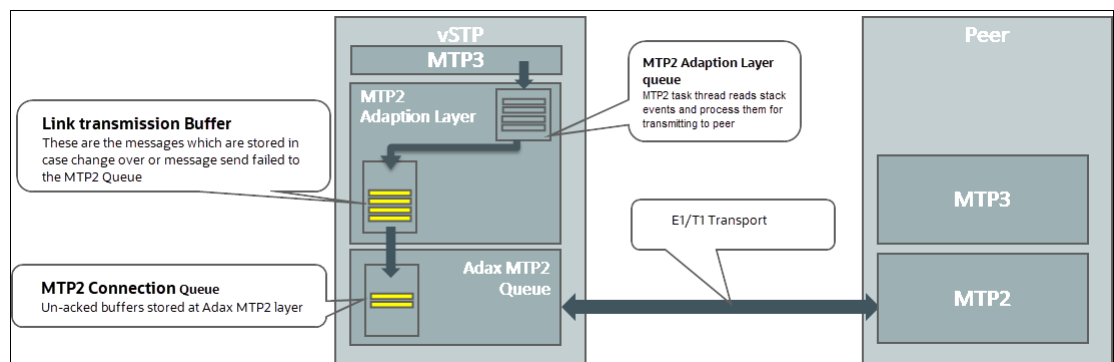 vSTP
MTP3
Peer
MTP2 Adaption Layer
queue
MTP2 task thread reads stack
events and process them for
transmitting to peer
MTP2
Adaption Layer
Link transmission Buffer
These are the messages which are stored in
case change over or message send failed to
the MTP2 Queue
MTP3
E1/T1 Transport
Adax MTP2
Queue
MTP2 Connection Queue
Un-acked buffers stored at Adax MTP2 layer
MTP2